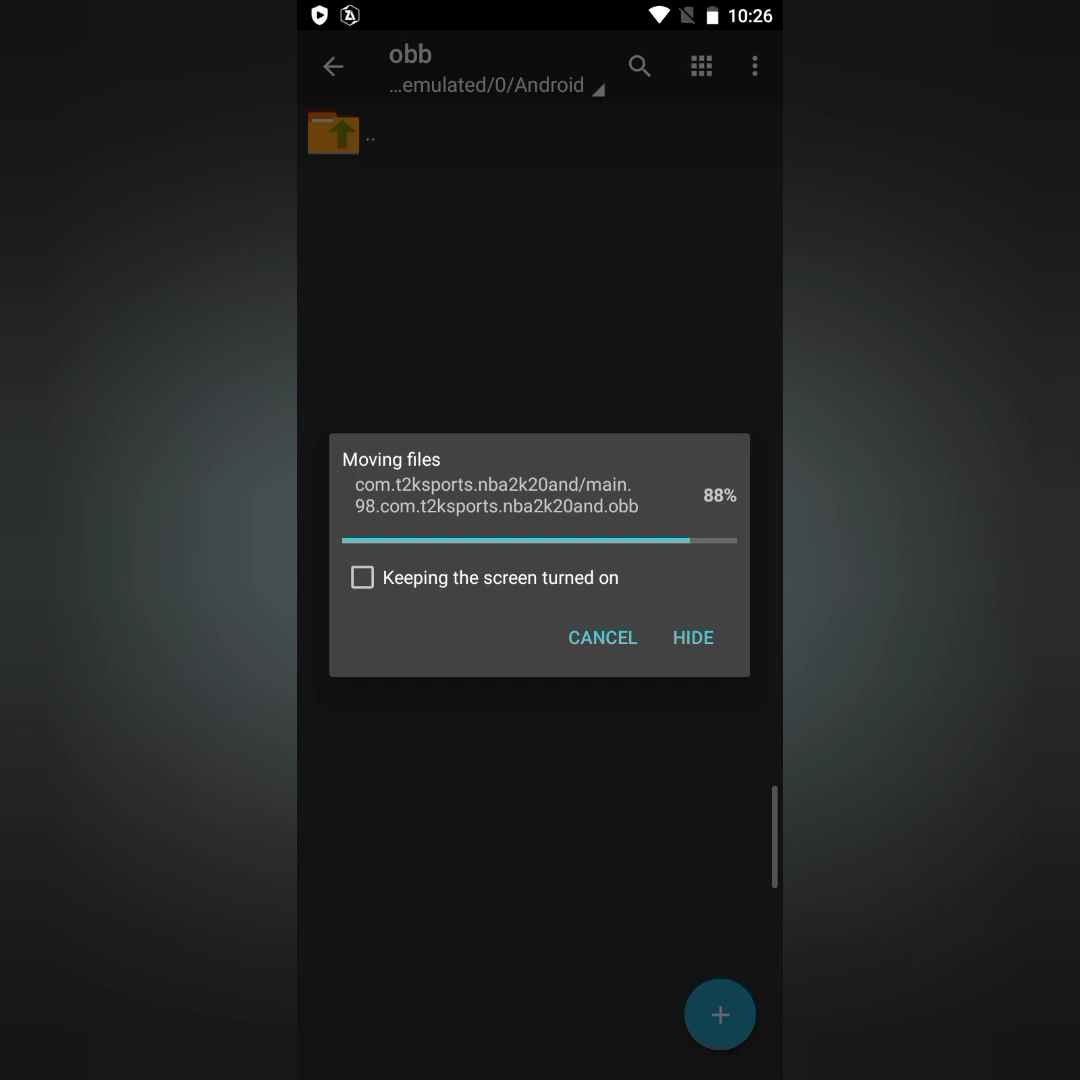 10:26
obb
...emulated/0/Android
..
Moving files
com.t2ksports.nba2k20and/main.
98.com.t2ksports.nba2k20and.obb
88%
Keeping the screen turned on
CANCEL HIDE